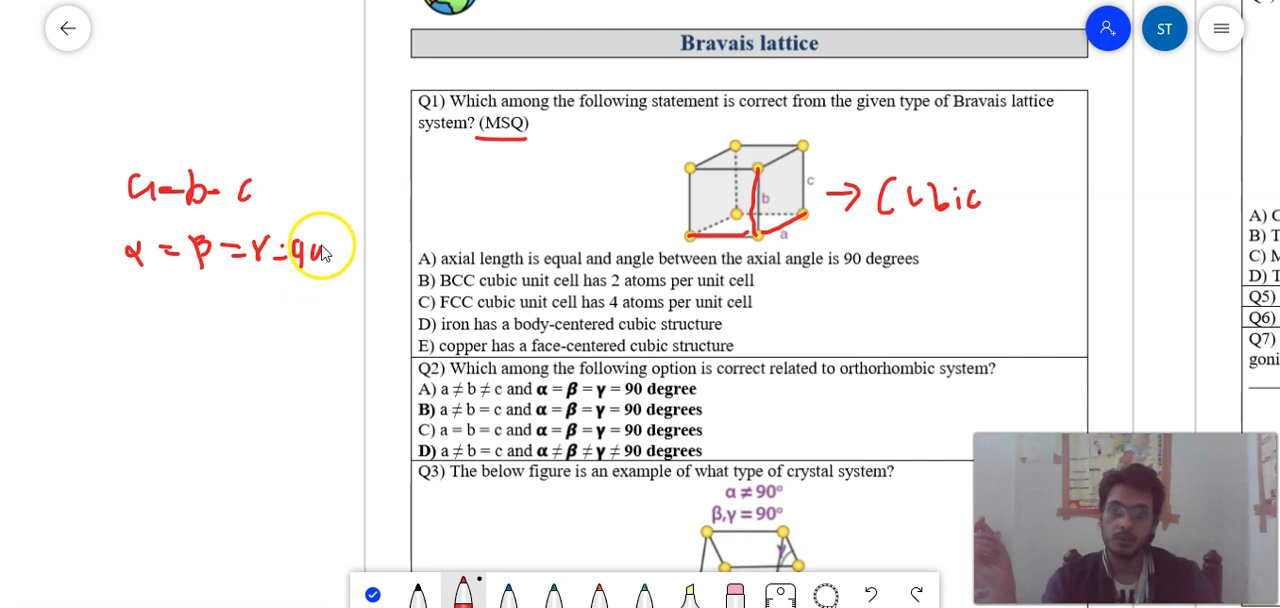 ST
Bravais lattice
Q1) Which among the following statement is correct from the given type of Bravais lattice
system? (MSQ)
c
b
a
→ Cubic
a = b = c
α = β = γ = 90
A) axial length is equal and angle between the axial angle is 90 degrees
B) BCC cubic unit cell has 2 atoms per unit cell
C) FCC cubic unit cell has 4 atoms per unit cell
D) iron has a body-centered cubic structure
E) copper has a face-centered cubic structure
Q2) Which among the following option is correct related to orthorhombic system?
A) a ≠ b ≠ c and α = β = γ = 90 degree
B) a ≠ b = c and α = β = γ = 90 degrees
C) a = b = c and α = β = γ = 90 degrees
D) a ≠ b = c and α ≠ β ≠ γ ≠ 90 degrees
Q3) The below figure is an example of what type of crystal system?
α ≠ 90°
β,γ = 90°
γ
A) C
B) T
C) M
D) T
Q5)
Q6)
Q7)
goni